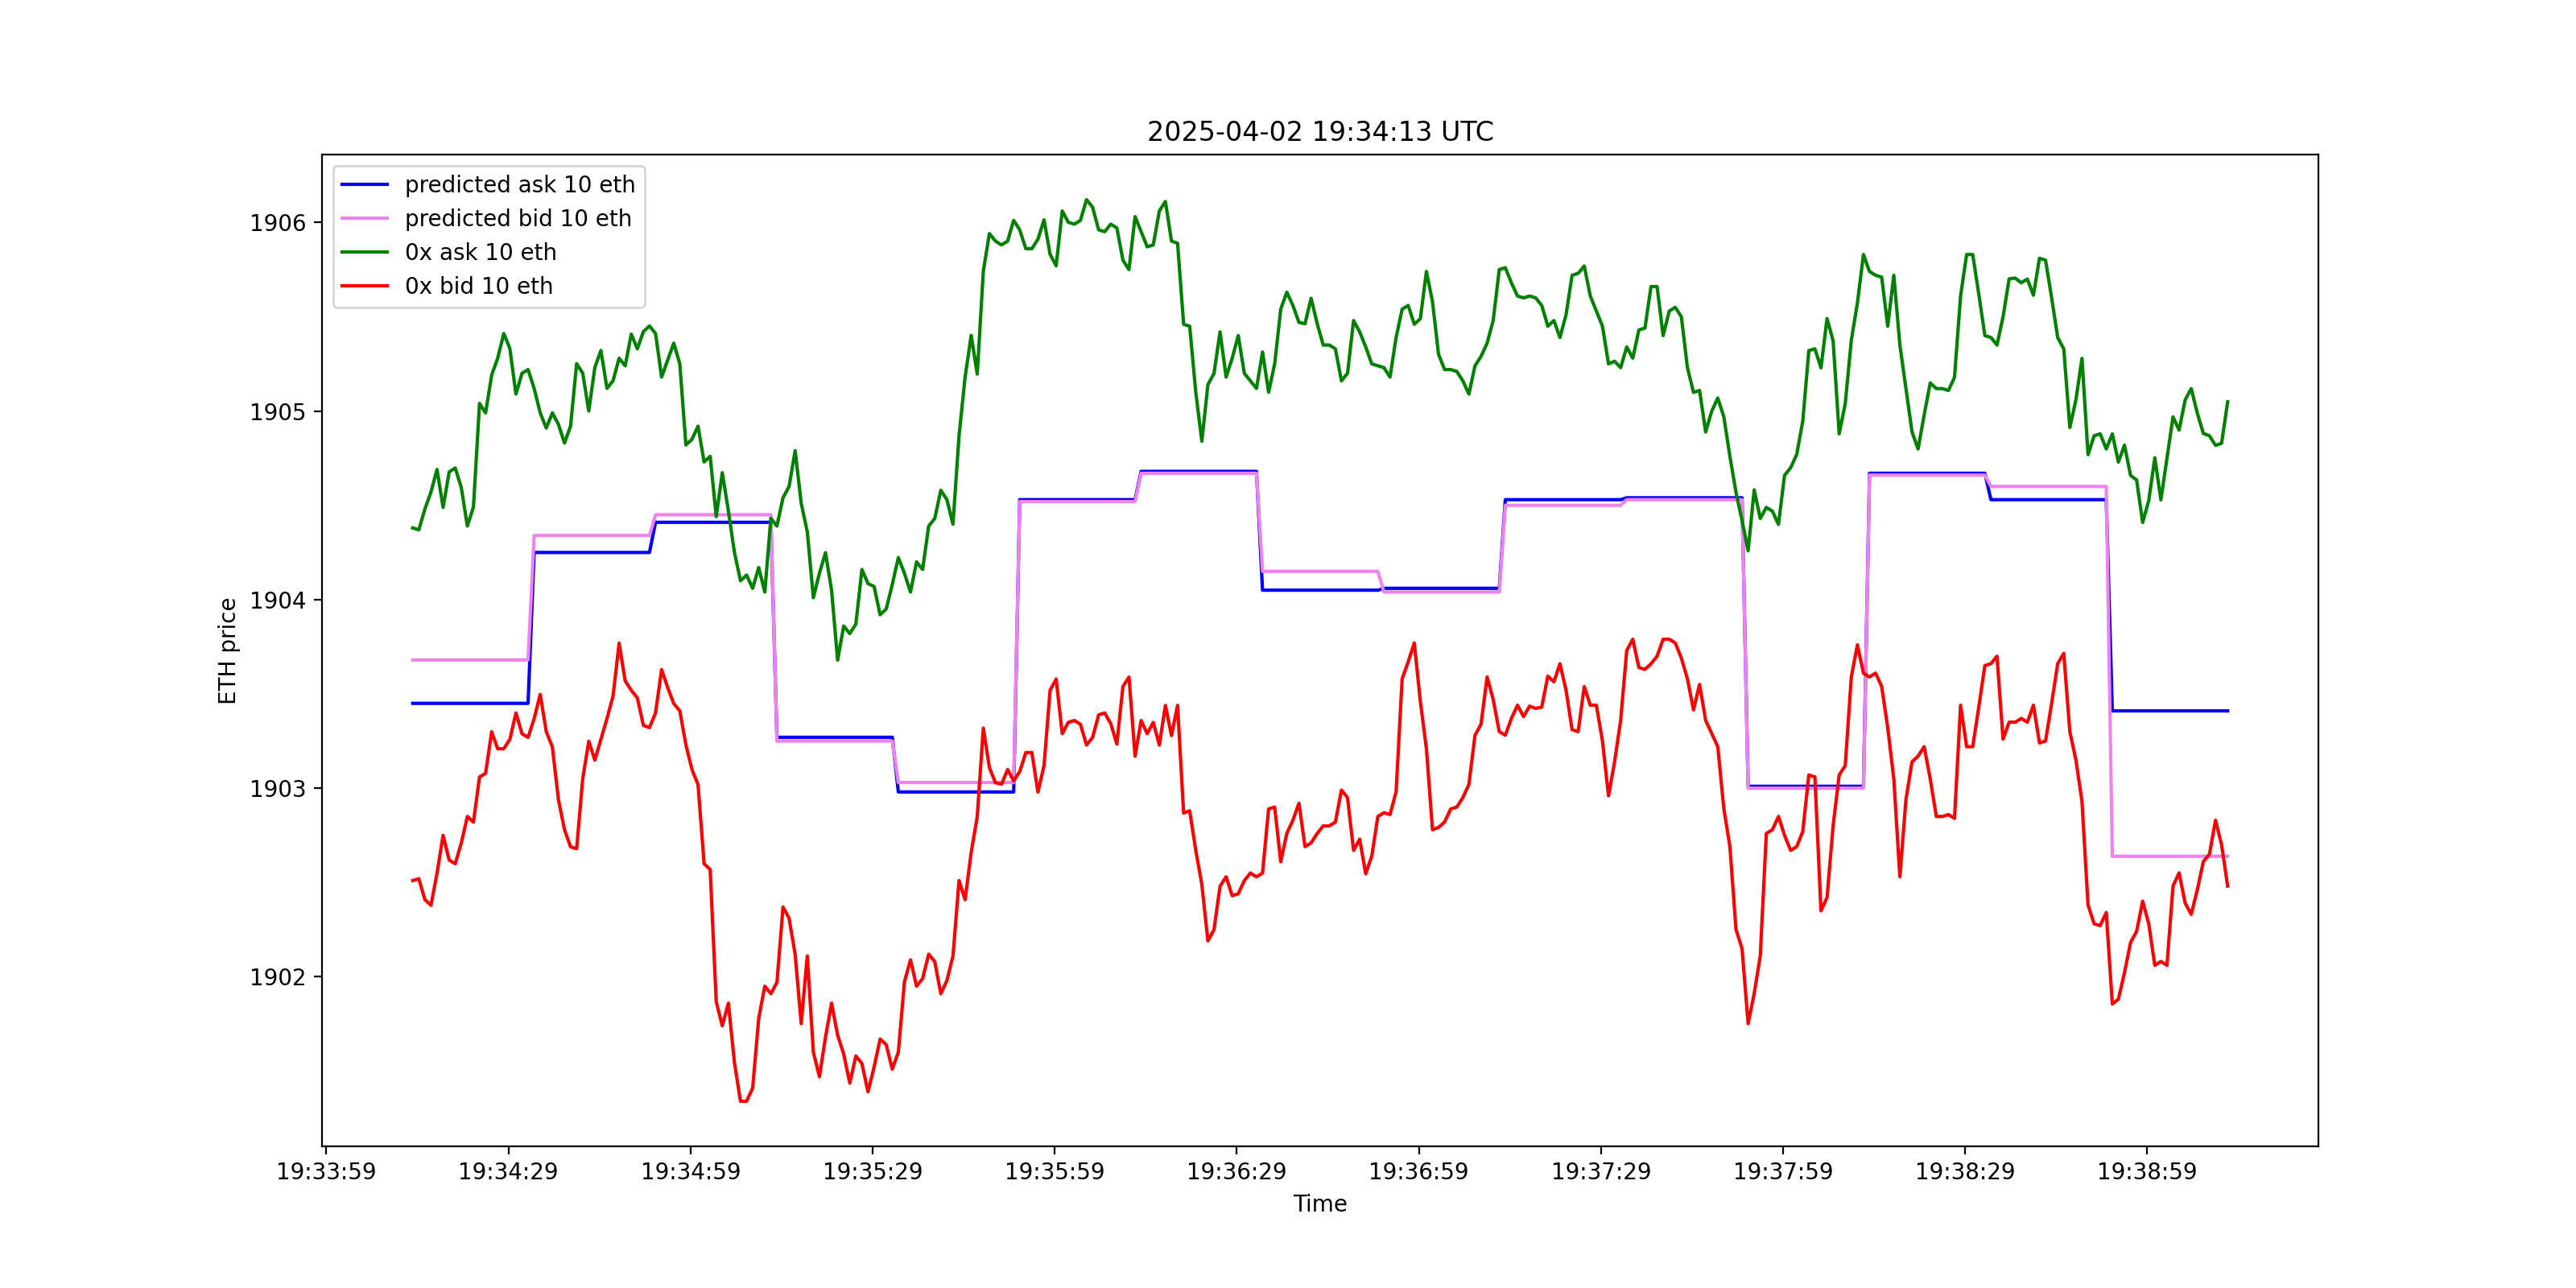 2025-04-02 19:34:13 UTC
predicted ask 10 eth
predicted bid 10 eth
0x ask 10 eth
0x bid 10 eth
1906
1905
1904
1903
1902
ETH price
19:33:59 19:34:29 19:34:59 19:35:29 19:35:59 19:36:29 19:36:59 19:37:29 19:37:59 19:38:29 19:38:59
Time